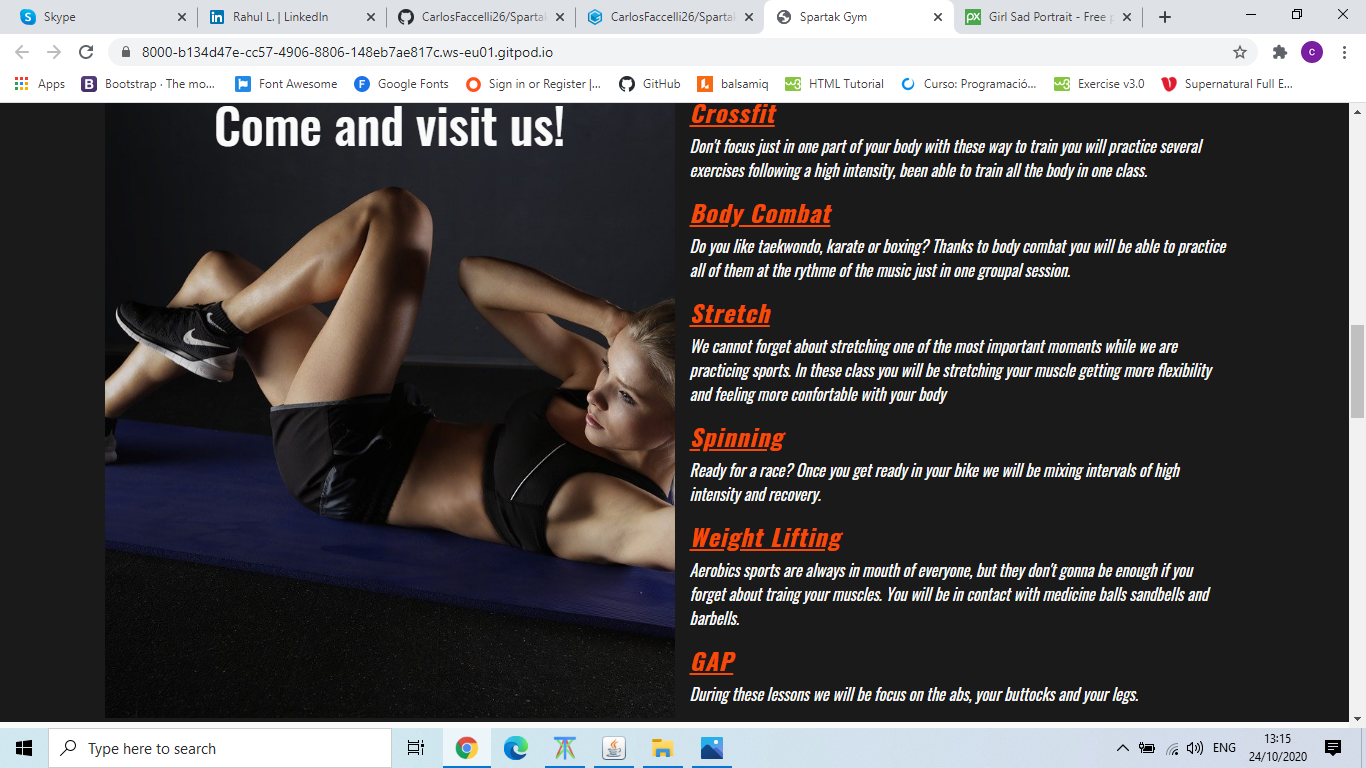 Skype
Rahul L. | LinkedIn
CarlosFaccelli26/Sparta
CarlosFaccelli26/Sparta
Spartak Gym
Girl Sad Portrait - Free p
8000-b134d47e-cc57-4906-8806-148eb7ae817c.ws-eu01.gitpod.io
c
Apps
Bootstrap · The mo...
Font Awesome
Google Fonts
Sign in or Register |...
GitHub
balsamiq
HTML Tutorial
Curso: Programació...
Exercise v3.0
Supernatural Full E...
Come and visit us!
Crossfit
Don't focus just in one part of your body with these way to train you will practice several
exercises following a high intensity, been able to train all the body in one class.
Body Combat
Do you like taekwondo, karate or boxing? Thanks to body combat you will be able to practice
all of them at the rythme of the music just in one groupal session.
Stretch
We cannot forget about stretching one of the most important moments while we are
practicing sports. In these class you will be stretching your muscle getting more flexibility
and feeling more confortable with your body
Spinning
Ready for a race? Once you get ready in your bike we will be mixing intervals of high
intensity and recovery.
Weight Lifting
Aerobics sports are always in mouth of everyone, but they don't gonna be enough if you
forget about traing your muscles. You will be in contact with medicine balls sandbells and
barbells.
GAP
During these lessons we will be focus on the abs, your buttocks and your legs.
Type here to search
ENG
13:15
24/10/2020